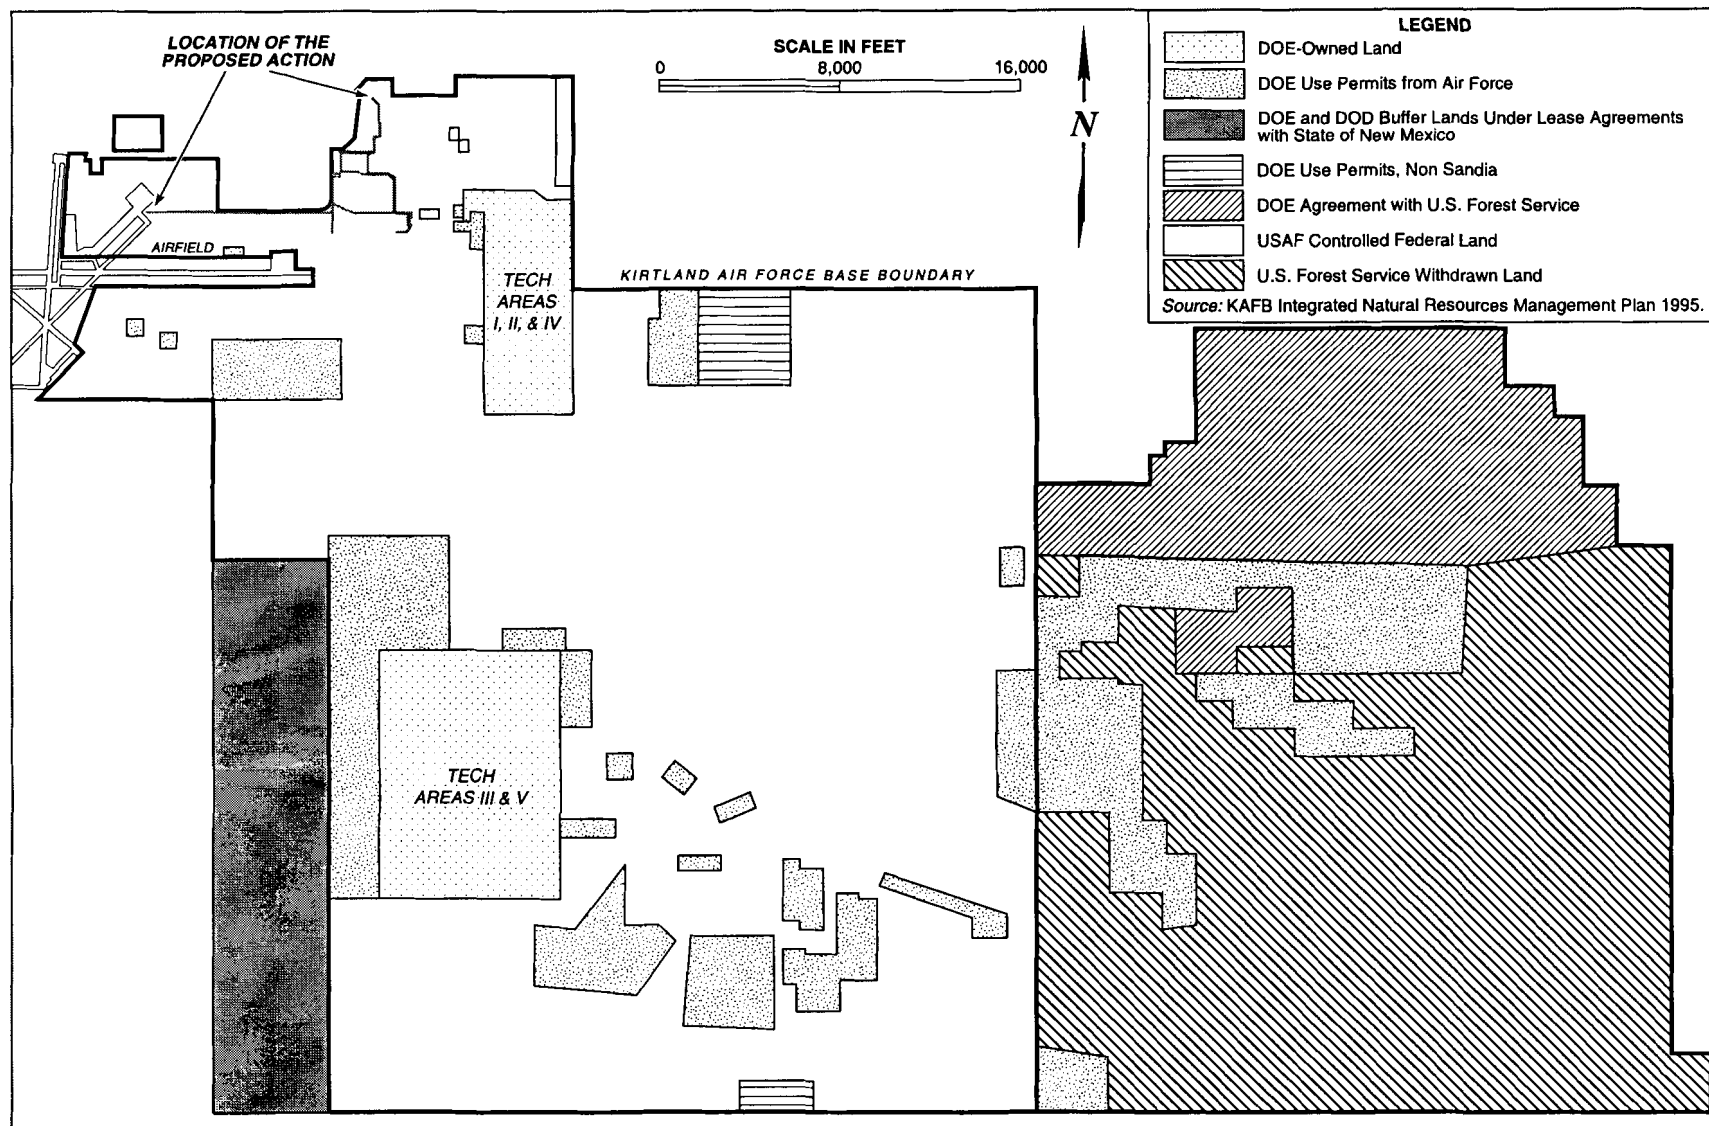 LOCATION OF THE
PROPOSED ACTION
SCALE IN FEET
0 8,000 16,000
N
LEGEND
DOE-Owned Land
DOE Use Permits from Air Force
DOE and DOD Buffer Lands Under Lease Agreements
with State of New Mexico
DOE Use Permits, Non Sandia
DOE Agreement with U.S. Forest Service
USAF Controlled Federal Land
U.S. Forest Service Withdrawn Land
Source: KAFB Integrated Natural Resources Management Plan 1995.
AIRFIELD
KIRTLAND AIR FORCE BASE BOUNDARY
TECH
AREAS
I, II, & IV
TECH
AREAS III & V